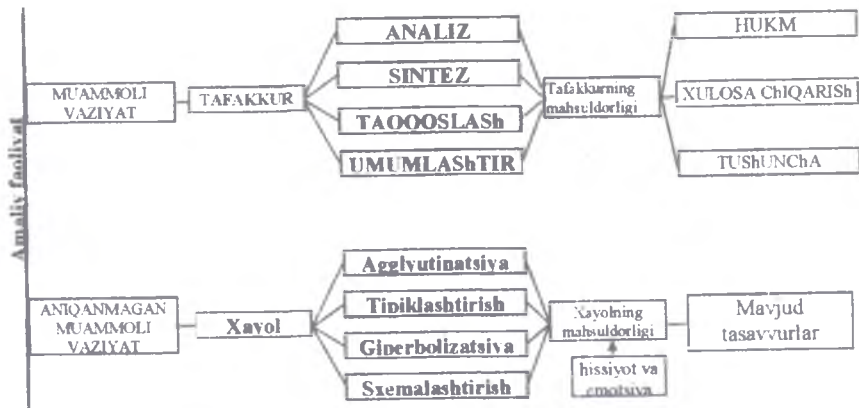 Amaliy faoliyat
MUAMMOLI
VAZIYAT
TAFAKKUR
ANALIZ
SINTEZ
TAQQOSLASh
UMUMLAShTIR
Tafakkurning
mahsuldorligi
HUKM
XULOSA ChIQARISh
TUShUNChA
ANIQANMAGAN
MUAMMOLI
VAZIYAT
Xayol
Agglyutinatsiya
Tipiklashtirish
Giperbolizatsiya
Sxemalashtirish
Xayolning
mahsuldorligi
hissiyot va
emotsiya
Mavjud
tasavvurlar